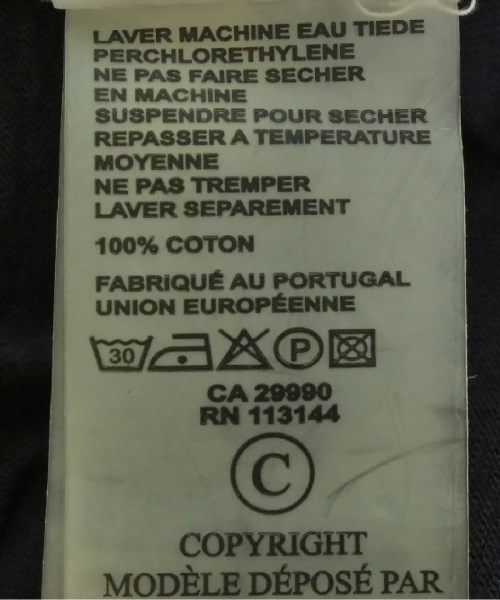 LAVER MACHINE EAU TIEDE
PERCHLORETHYLENE
NE PAS FAIRE SECHER
EN MACHINE
SUSPENDRE POUR SECHER
REPASSER A TEMPERATURE
MOYENNE
NE PAS TREMPER
LAVER SEPAREMENT
100% COTON
FABRIQUÉ AU PORTUGAL
UNION EUROPÉENNE
30 P
CA 29990
RN 113144
C
COPYRIGHT
MODÈLE DÉPOSÉ PAR